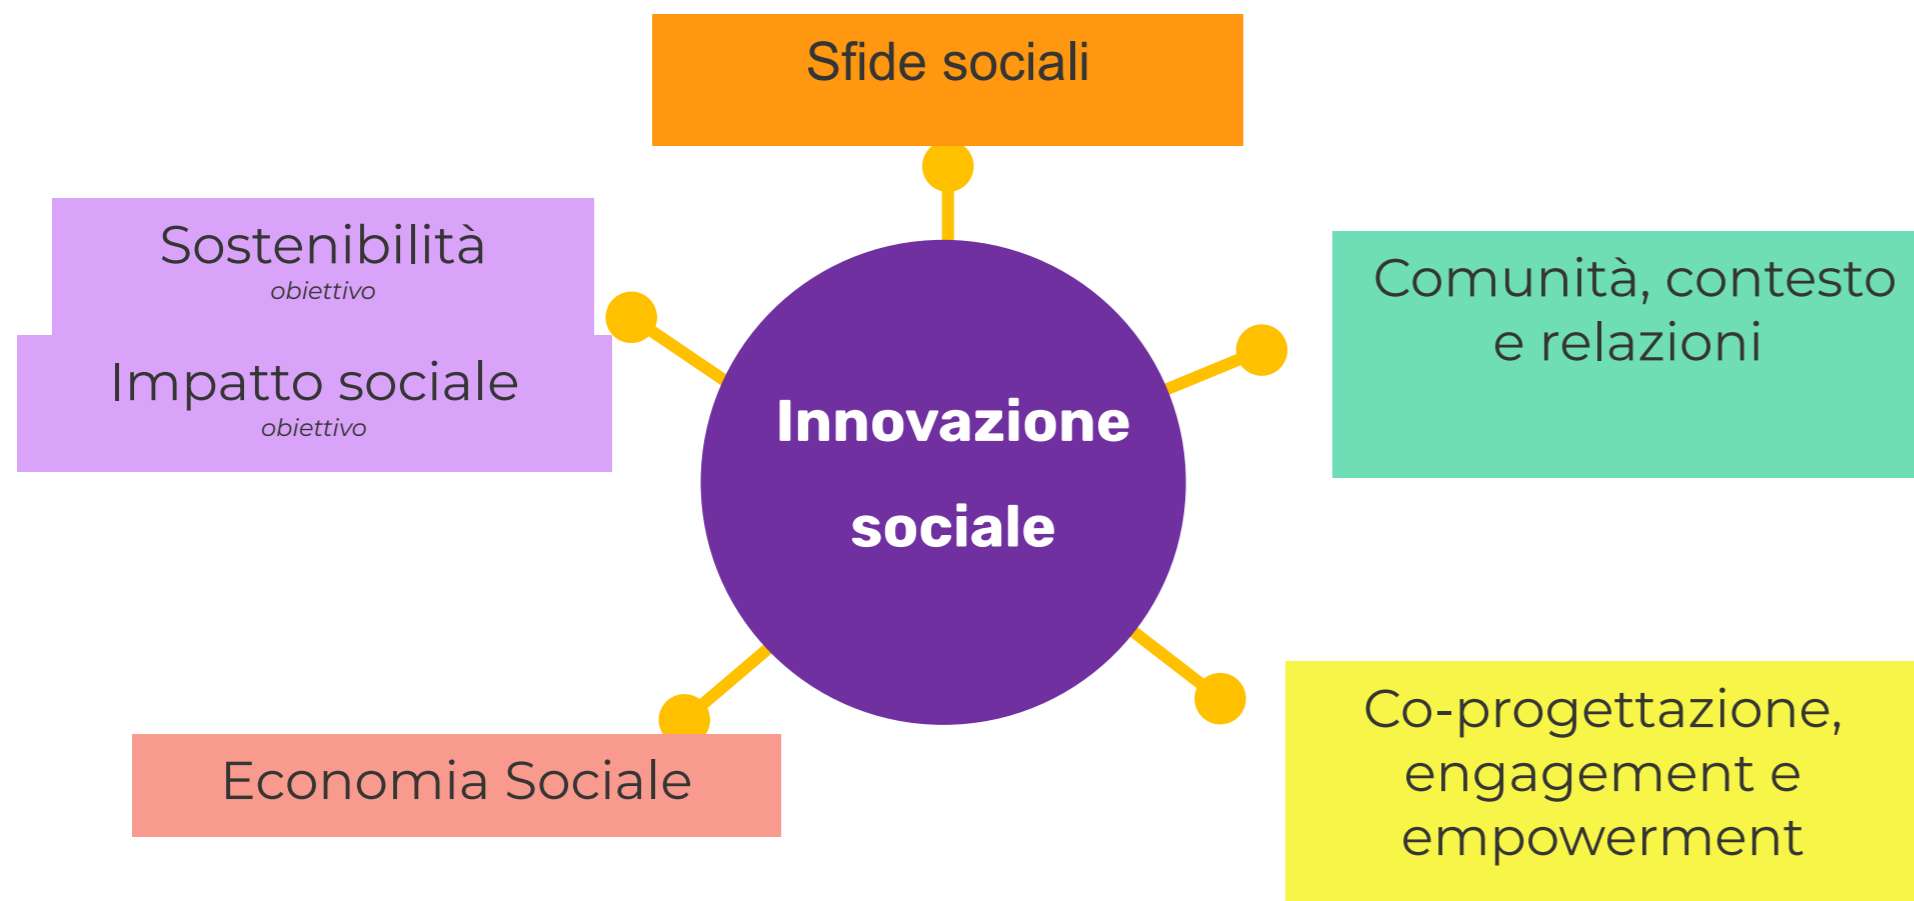 Sfide sociali
Sostenibilità
obiettivo
Impatto sociale
obiettivo
Comunità, contesto
e relazioni
Innovazione
sociale
Economia Sociale
Co-progettazione,
engagement e
empowerment